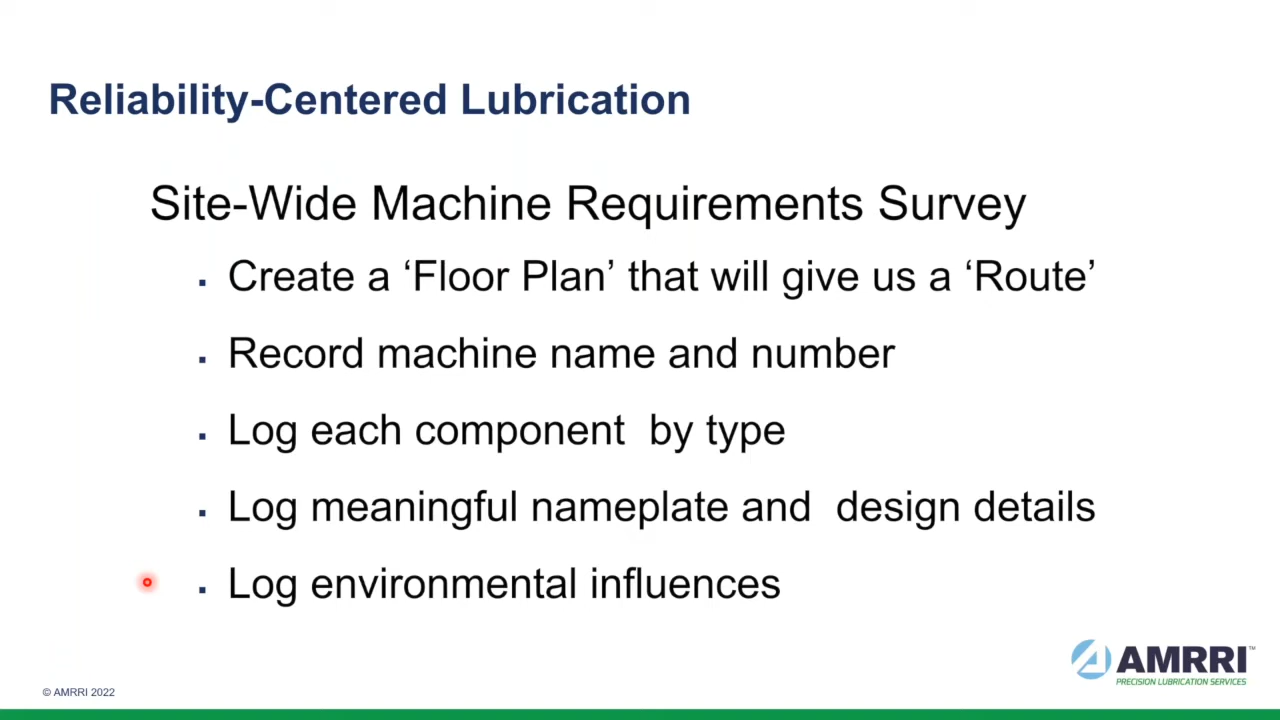 Reliability-Centered Lubrication
Site-Wide Machine Requirements Survey
▪ Create a ‘Floor Plan’ that will give us a ‘Route’
▪ Record machine name and number
▪ Log each component  by type
▪ Log meaningful nameplate and  design details
▪ Log environmental influences
AMRRI™
PRECISION LUBRICATION SERVICES
© AMRRI 2022